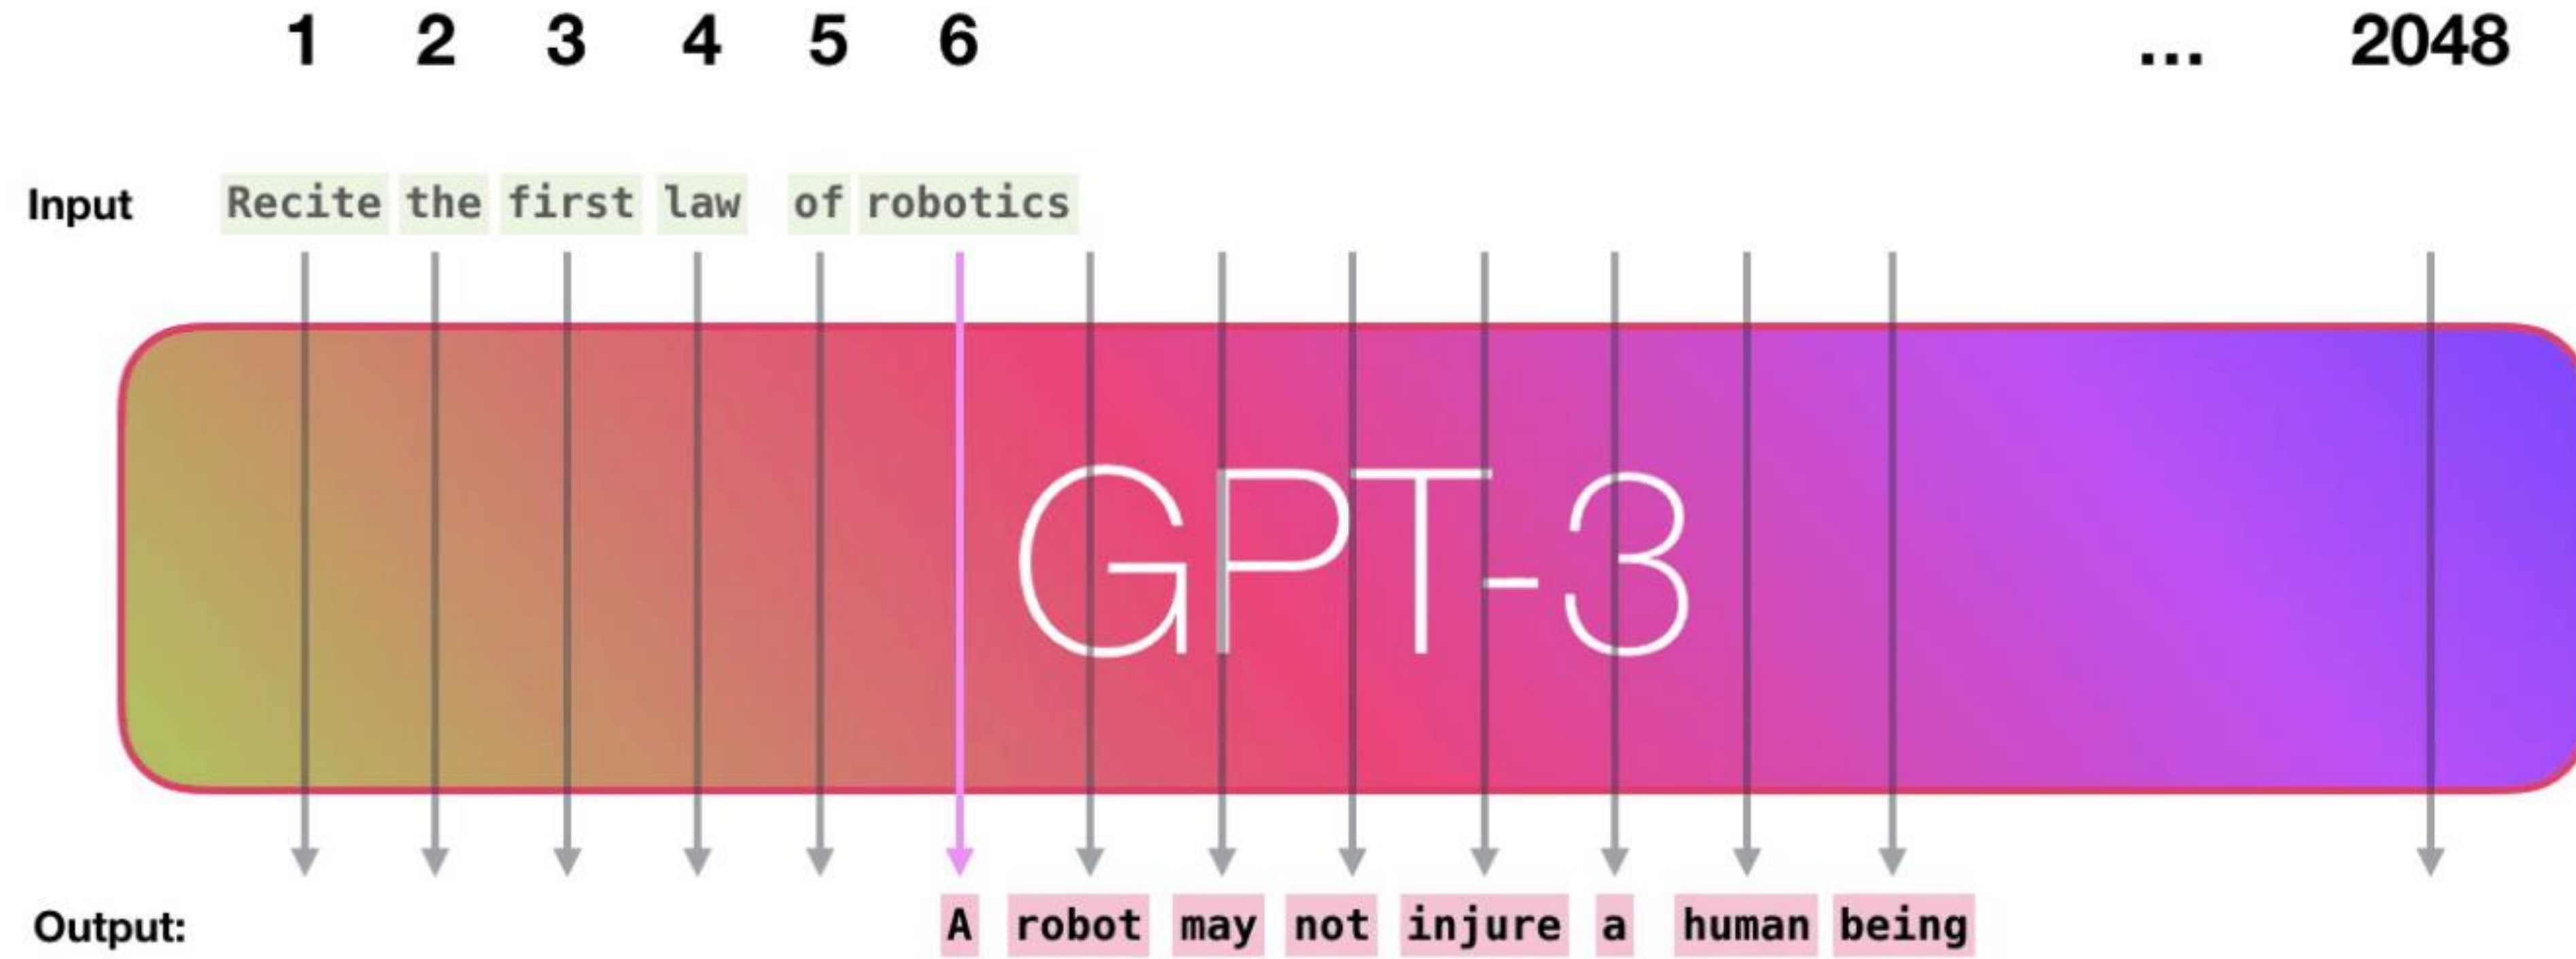 1 2 3 4 5 6 ... 2048
Input Recite the first law of robotics
GPT-3
Output: A robot may not injure a human being